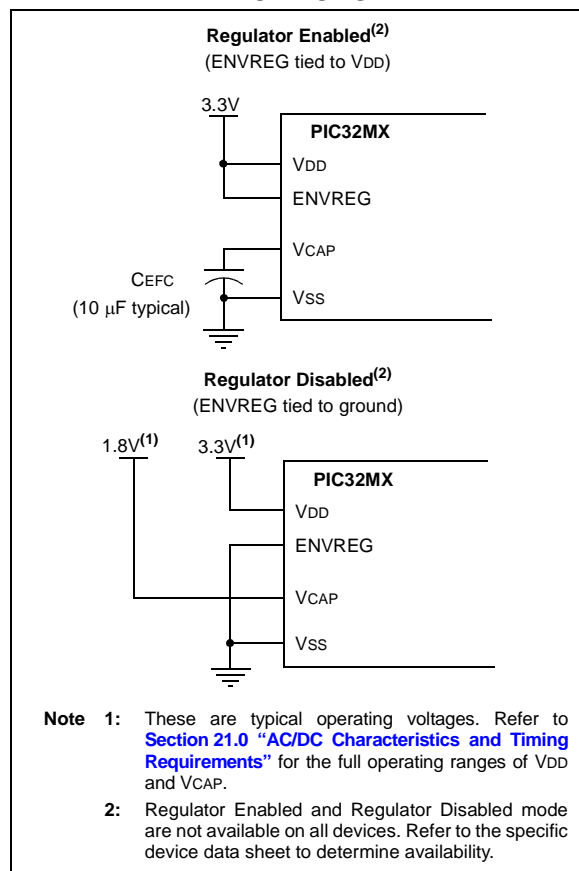 Regulator Enabled(2)
(ENVREG tied to VDD)
3.3V
PIC32MX
VDD
ENVREG
VCAP
CEFC
(10 μF typical)
VSS
Regulator Disabled(2)
(ENVREG tied to ground)
1.8V(1) 3.3V(1)
PIC32MX
VDD
ENVREG
VCAP
VSS
Note 1: These are typical operating voltages. Refer to
Section 21.0 “AC/DC Characteristics and Timing
Requirements” for the full operating ranges of VDD
and VCAP.
2: Regulator Enabled and Regulator Disabled mode
are not available on all devices. Refer to the specific
device data sheet to determine availability.